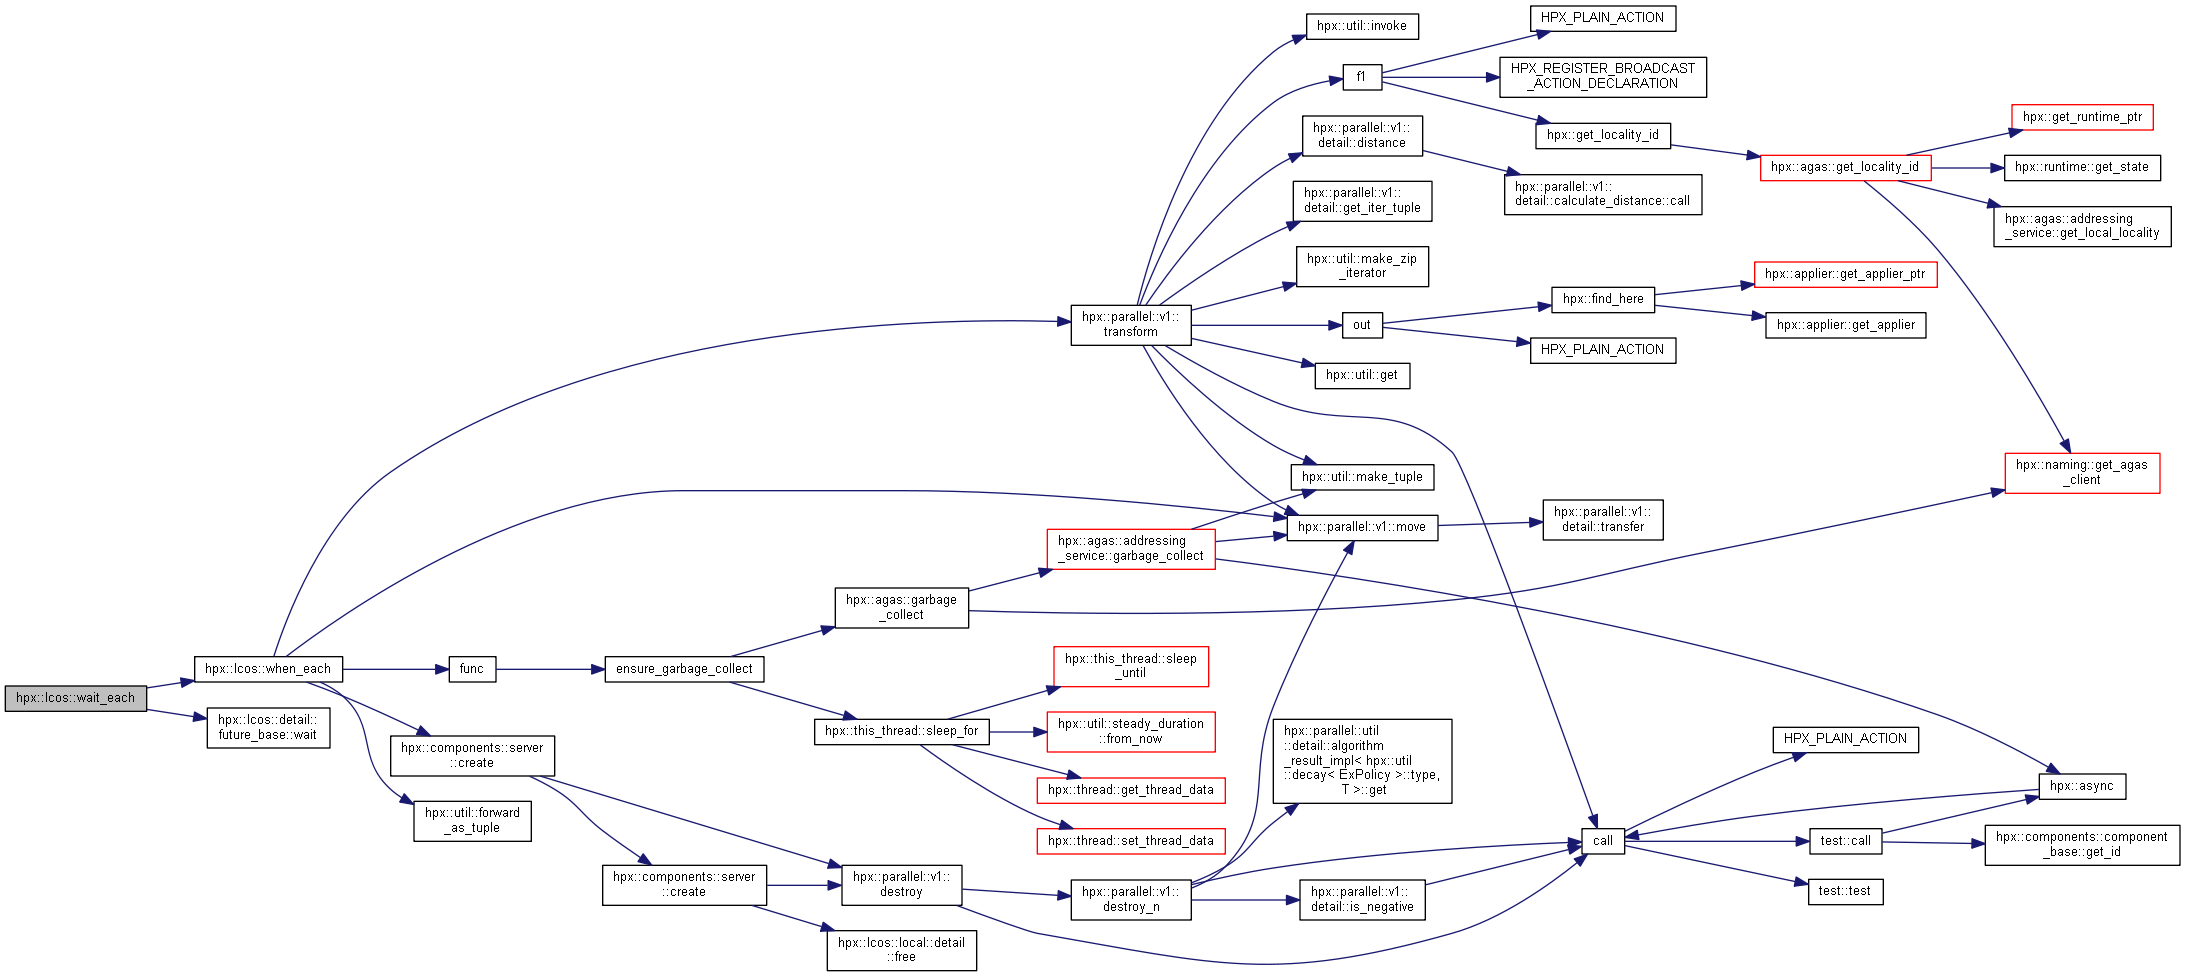 hpx::lcos::wait_each
hpx::lcos::when_each
hpx::lcos::detail::
future_base::wait
hpx::parallel::v1::
transform
func
hpx::components::server
::create
hpx::util::forward
_as_tuple
hpx::util::invoke
f1
hpx::parallel::v1::
detail::distance
hpx::parallel::v1::
detail::get_iter_tuple
hpx::util::make_zip
_iterator
out
hpx::util::get
hpx::util::make_tuple
hpx::parallel::v1::move
HPX_PLAIN_ACTION
HPX_REGISTER_BROADCAST
_ACTION_DECLARATION
hpx::get_locality_id
hpx::parallel::v1::
detail::calculate_distance::call
hpx::agas::get_locality_id
hpx::get_runtime_ptr
hpx::runtime::get_state
hpx::agas::addressing
_service::get_local_locality
hpx::naming::get_agas
_client
hpx::find_here
HPX_PLAIN_ACTION
hpx::applier::get_applier_ptr
hpx::applier::get_applier
hpx::parallel::v1::
detail::transfer
ensure_garbage_collect
hpx::agas::garbage
_collect
hpx::agas::addressing
_service::garbage_collect
hpx::this_thread::sleep_for
hpx::this_thread::sleep
_until
hpx::util::steady_duration
::from_now
hpx::thread::get_thread_data
hpx::thread::set_thread_data
hpx::components::server
::create
hpx::parallel::v1::
destroy
hpx::lcos::local::detail
::free
hpx::parallel::v1::
destroy_n
hpx::parallel::util
::detail::algorithm
_result_impl< hpx::util
::decay< ExPolicy >::type,
T >::get
hpx::parallel::v1::
detail::is_negative
call
HPX_PLAIN_ACTION
test::call
test::test
hpx::async
hpx::components::component
_base::get_id